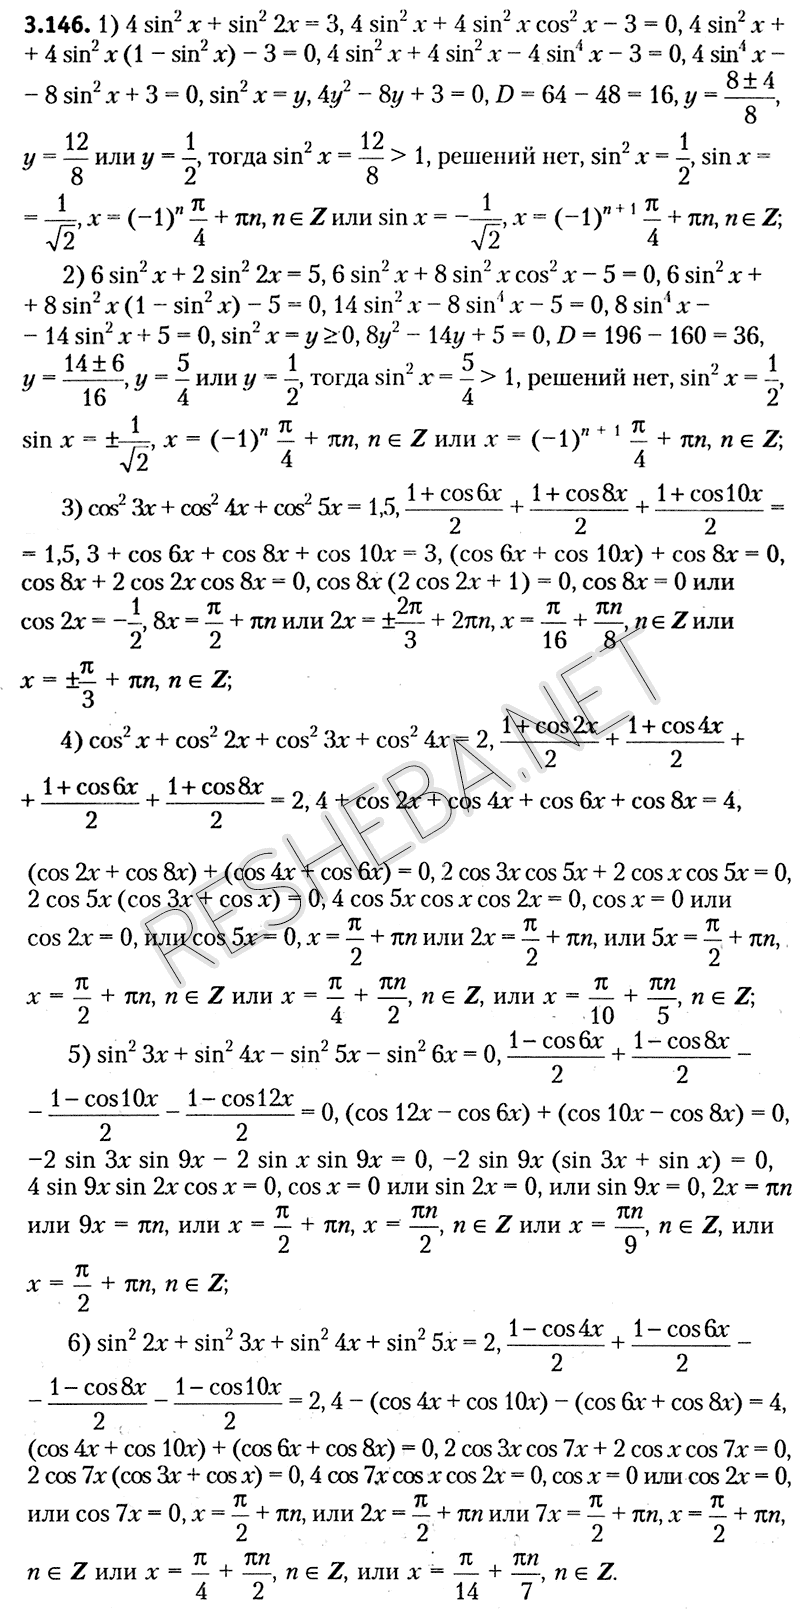 3.146. 1) 4 sin² x + sin² 2x = 3, 4 sin² x + 4 sin² x cos² x − 3 = 0, 4 sin² x +
+ 4 sin² x (1 − sin² x) − 3 = 0, 4 sin² x + 4 sin² x − 4 sin⁴ x − 3 = 0, 4 sin⁴ x −
− 8 sin² x + 3 = 0, sin² x = y, 4y² − 8y + 3 = 0, D = 64 − 48 = 16, y = (8 ± 4)/8,
y = 12/8 или y = 1/2, тогда sin² x = 12/8 > 1, решений нет, sin² x = 1/2, sin x =
= 1/√2, x = (−1)ⁿ π/4 + πn, n ∈ Z или sin x = −1/√2, x = (−1)ⁿ⁺¹ π/4 + πn, n ∈ Z;
2) 6 sin² x + 2 sin² 2x = 5, 6 sin² x + 8 sin² x cos² x − 5 = 0, 6 sin² x +
+ 8 sin² x (1 − sin² x) − 5 = 0, 14 sin² x − 8 sin⁴ x − 5 = 0, 8 sin⁴ x −
− 14 sin² x + 5 = 0, sin² x = y ≥ 0, 8y² − 14y + 5 = 0, D = 196 − 160 = 36,
y = (14 ± 6)/16, y = 5/4 или y = 1/2, тогда sin² x = 5/4 > 1, решений нет, sin² x = 1/2,
sin x = ±1/√2, x = (−1)ⁿ π/4 + πn, n ∈ Z или x = (−1)ⁿ⁺¹ π/4 + πn, n ∈ Z;
3) cos² 3x + cos² 4x + cos² 5x = 1,5, (1 + cos 6x)/2 + (1 + cos 8x)/2 + (1 + cos 10x)/2 =
= 1,5, 3 + cos 6x + cos 8x + cos 10x = 3, (cos 6x + cos 10x) + cos 8x = 0,
cos 8x + 2 cos 2x cos 8x = 0, cos 8x (2 cos 2x + 1) = 0, cos 8x = 0 или
cos 2x = −1/2, 8x = π/2 + πn или 2x = ±2π/3 + 2πn, x = π/16 + πn/8, n ∈ Z или
x = ±π/3 + πn, n ∈ Z;
4) cos² x + cos² 2x + cos² 3x + cos² 4x = 2, (1 + cos 2x)/2 + (1 + cos 4x)/2 +
+ (1 + cos 6x)/2 + (1 + cos 8x)/2 = 2, 4 + cos 2x + cos 4x + cos 6x + cos 8x = 4,
(cos 2x + cos 8x) + (cos 4x + cos 6x) = 0, 2 cos 3x cos 5x + 2 cos x cos 5x = 0,
2 cos 5x (cos 3x + cos x) = 0, 4 cos 5x cos x cos 2x = 0, cos x = 0 или
cos 2x = 0, или cos 5x = 0, x = π/2 + πn или 2x = π/2 + πn, или 5x = π/2 + πn,
x = π/2 + πn, n ∈ Z или x = π/4 + πn/2, n ∈ Z, или x = π/10 + πn/5, n ∈ Z;
5) sin² 3x + sin² 4x − sin² 5x − sin² 6x = 0, (1 − cos 6x)/2 + (1 − cos 8x)/2 −
− (1 − cos 10x)/2 − (1 − cos 12x)/2 = 0, (cos 12x − cos 6x) + (cos 10x − cos 8x) = 0,
−2 sin 3x sin 9x − 2 sin x sin 9x = 0, −2 sin 9x (sin 3x + sin x) = 0,
4 sin 9x sin 2x cos x = 0, cos x = 0 или sin 2x = 0, или sin 9x = 0, 2x = πn
или 9x = πn, или x = π/2 + πn, x = πn/2, n ∈ Z или x = πn/9, n ∈ Z, или
x = π/2 + πn, n ∈ Z;
6) sin² 2x + sin² 3x + sin² 4x + sin² 5x = 2, (1 − cos 4x)/2 + (1 − cos 6x)/2 −
− (1 − cos 8x)/2 − (1 − cos 10x)/2 = 2, 4 − (cos 4x + cos 10x) − (cos 6x + cos 8x) = 4,
(cos 4x + cos 10x) + (cos 6x + cos 8x) = 0, 2 cos 3x cos 7x + 2 cos x cos 7x = 0,
2 cos 7x (cos 3x + cos x) = 0, 4 cos 7x cos x cos 2x = 0, cos x = 0 или cos 2x = 0,
или cos 7x = 0, x = π/2 + πn, или 2x = π/2 + πn или 7x = π/2 + πn, x = π/2 + πn,
n ∈ Z или x = π/4 + πn/2, n ∈ Z, или x = π/14 + πn/7, n ∈ Z.
RESHEBA.NET